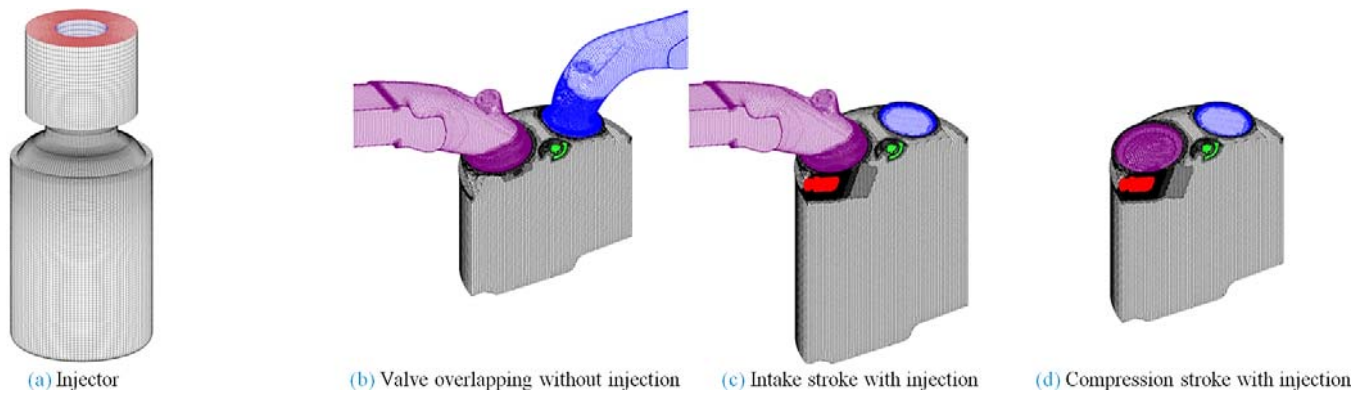 (a) Injector
(b) Valve overlapping without injection
(c) Intake stroke with injection
(d) Compression stroke with injection